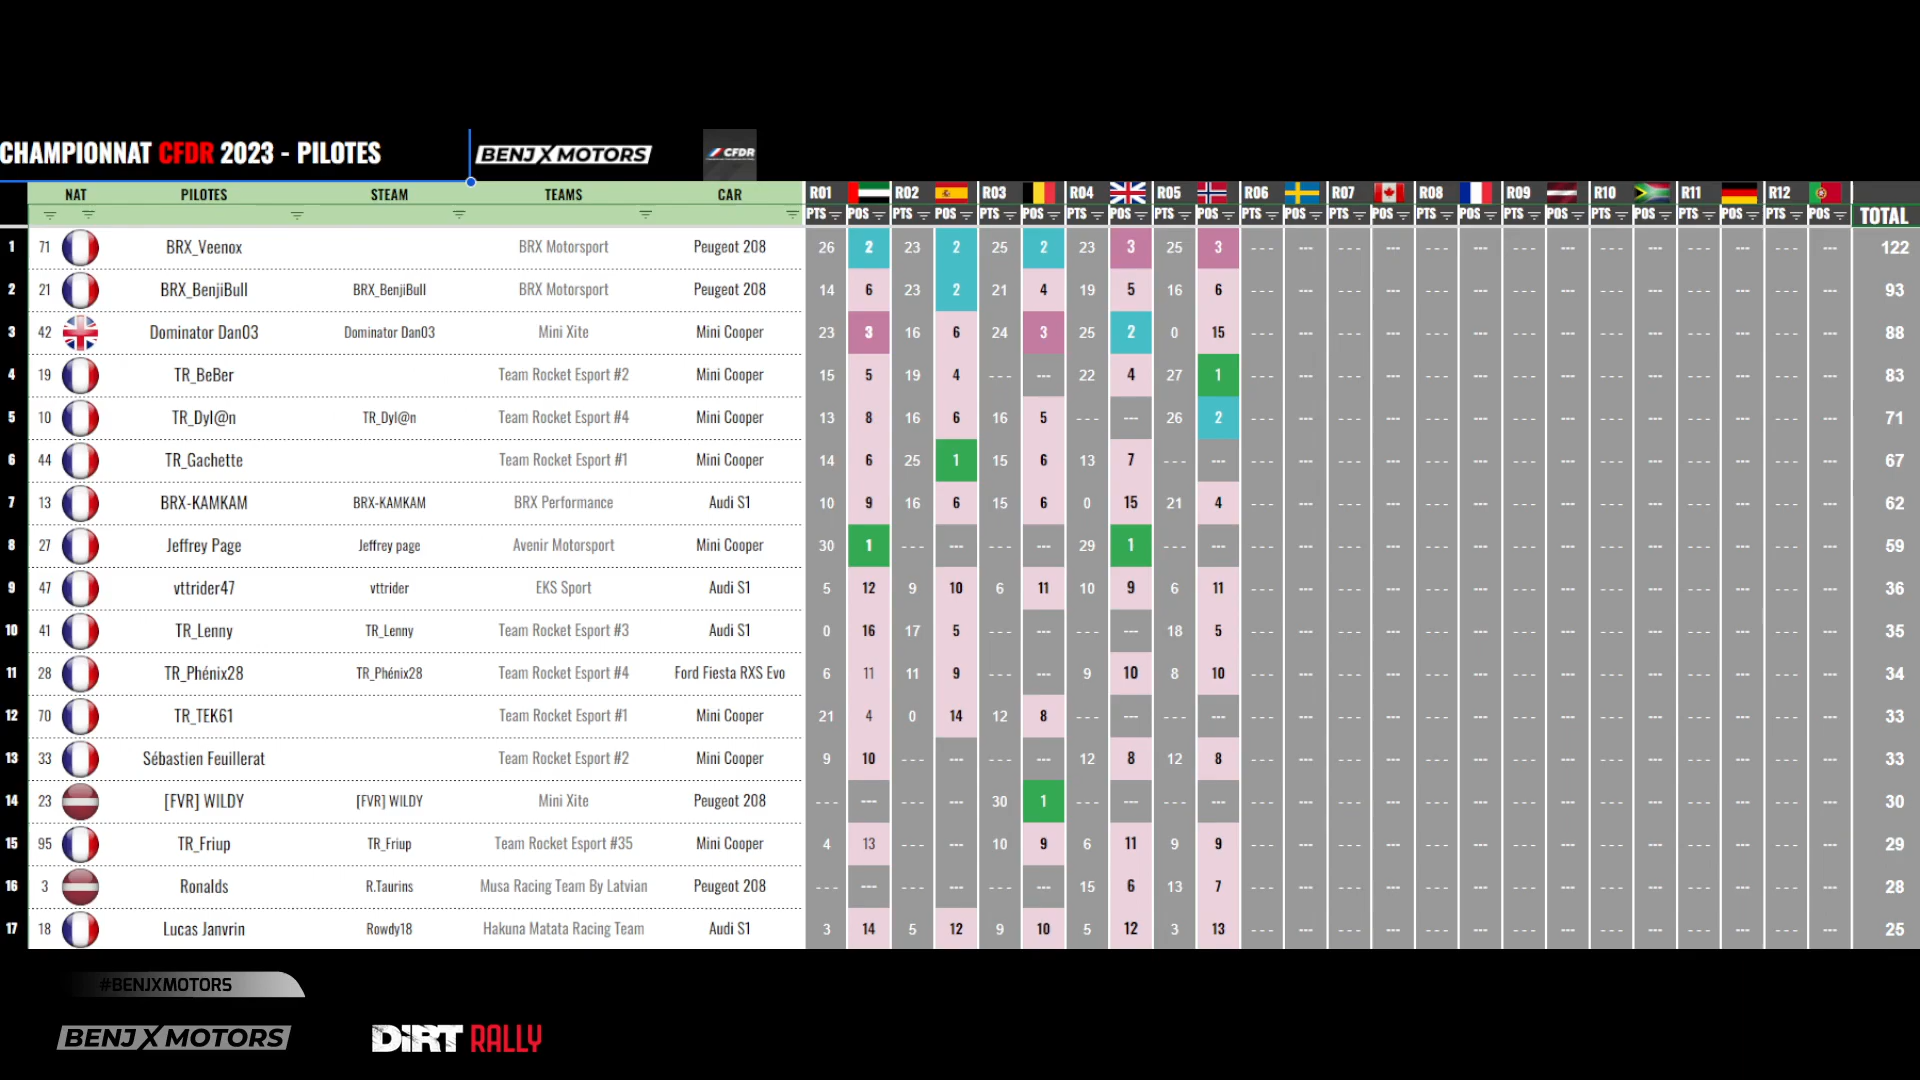 CHAMPIONNAT CFDR 2023 - PILOTES BENJ X MOTORS CFDR
NAT PILOTES STEAM TEAMS CAR R01 R02 R03 R04 R05 R06 R07 R08 R09 R10 R11 R12
PTS POS PTS POS PTS POS PTS POS PTS POS PTS POS PTS POS PTS POS PTS POS PTS POS PTS POS PTS POS TOTAL
1 71 BRX_Veenox BRX Motorsport Peugeot 208 26 2 23 2 25 2 23 3 25 3 --- --- --- --- --- --- --- --- --- --- --- --- --- --- 122
2 21 BRX_BenjiBull BRX_BenjiBull BRX Motorsport Peugeot 208 14 6 23 2 21 4 19 5 16 6 --- --- --- --- --- --- --- --- --- --- --- --- --- --- 93
3 42 Dominator Dan03 Dominator Dan03 Mini Xite Mini Cooper 23 3 16 6 24 3 25 2 0 15 --- --- --- --- --- --- --- --- --- --- --- --- --- --- 88
4 19 TR_BeBer Team Rocket Esport #2 Mini Cooper 15 5 19 4 --- --- 22 4 27 1 --- --- --- --- --- --- --- --- --- --- --- --- --- --- 83
5 10 TR_Dyl@n TR_Dyl@n Team Rocket Esport #4 Mini Cooper 13 8 16 6 16 5 --- --- 26 2 --- --- --- --- --- --- --- --- --- --- --- --- --- --- 71
6 44 TR_Gachette Team Rocket Esport #1 Mini Cooper 14 6 25 1 15 6 13 7 --- --- --- --- --- --- --- --- --- --- --- --- --- --- --- --- 67
7 13 BRX-KAMKAM BRX-KAMKAM BRX Performance Audi S1 10 9 16 6 15 6 0 15 21 4 --- --- --- --- --- --- --- --- --- --- --- --- --- --- 62
8 27 Jeffrey Page Jeffrey page Avenir Motorsport Mini Cooper 30 1 --- --- --- --- 29 1 --- --- --- --- --- --- --- --- --- --- --- --- --- --- --- --- 59
9 47 vttrider47 vttrider EKS Sport Audi S1 5 12 9 10 6 11 10 9 6 11 --- --- --- --- --- --- --- --- --- --- --- --- --- --- 36
10 41 TR_Lenny TR_Lenny Team Rocket Esport #3 Audi S1 0 16 17 5 --- --- --- --- 18 5 --- --- --- --- --- --- --- --- --- --- --- --- --- --- 35
11 28 TR_Phénix28 TR_Phénix28 Team Rocket Esport #4 Ford Fiesta RXS Evo 6 11 11 9 --- --- 9 10 8 10 --- --- --- --- --- --- --- --- --- --- --- --- --- --- 34
12 70 TR_TEK61 Team Rocket Esport #1 Mini Cooper 21 4 0 14 12 8 --- --- --- --- --- --- --- --- --- --- --- --- --- --- --- --- --- --- 33
13 33 Sébastien Feuillerat Team Rocket Esport #2 Mini Cooper 9 10 --- --- --- --- 12 8 12 8 --- --- --- --- --- --- --- --- --- --- --- --- --- --- 33
14 23 [FVR] WILDY [FVR] WILDY Mini Xite Peugeot 208 --- --- --- --- 30 1 --- --- --- --- --- --- --- --- --- --- --- --- --- --- --- --- --- --- 30
15 95 TR_Friup TR_Friup Team Rocket Esport #35 Mini Cooper 4 13 --- --- 10 9 6 11 9 9 --- --- --- --- --- --- --- --- --- --- --- --- --- --- 29
16 3 Ronalds R.Taurins Musa Racing Team By Latvian Peugeot 208 --- --- --- --- --- --- 15 6 13 7 --- --- --- --- --- --- --- --- --- --- --- --- --- --- 28
17 18 Lucas Janvrin Rowdy18 Hakuna Matata Racing Team Audi S1 3 14 5 12 9 10 5 12 3 13 --- --- --- --- --- --- --- --- --- --- --- --- --- --- 25
#BENJXMOTORS
BENJ X MOTORS DiRT RALLY